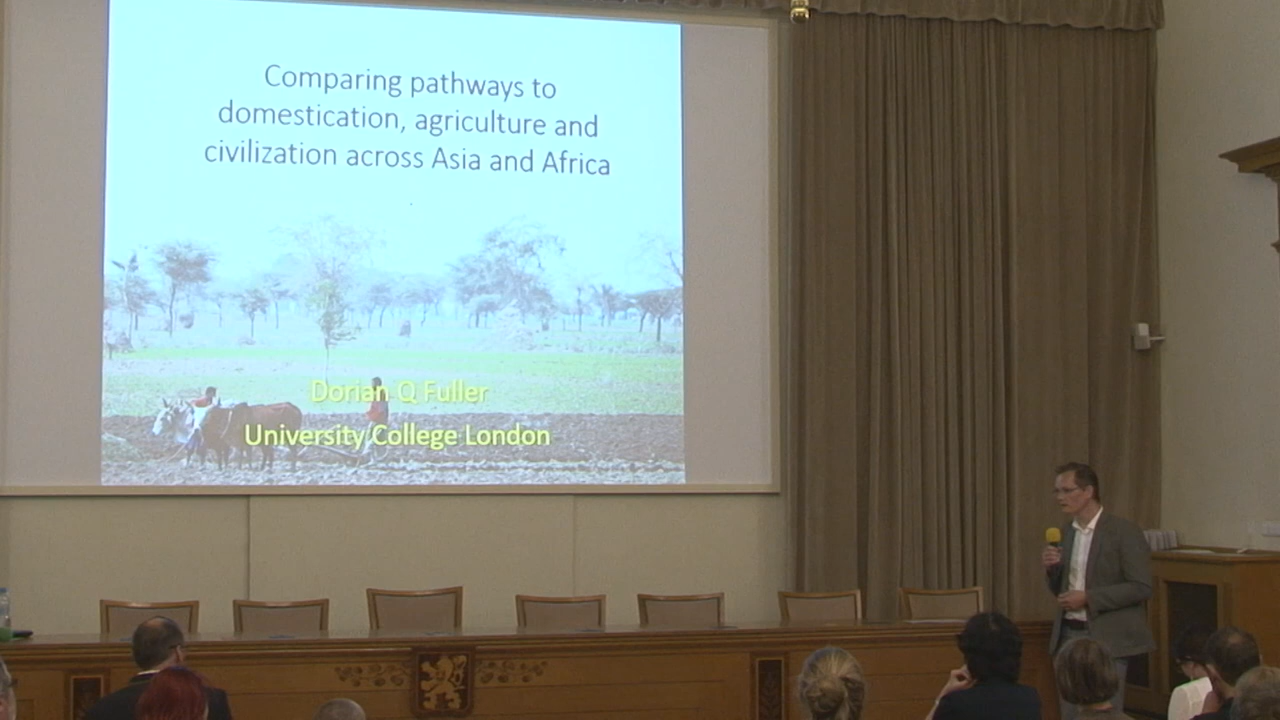 Comparing pathways to
domestication, agriculture and
civilization across Asia and Africa
Dorian Q Fuller
University College London